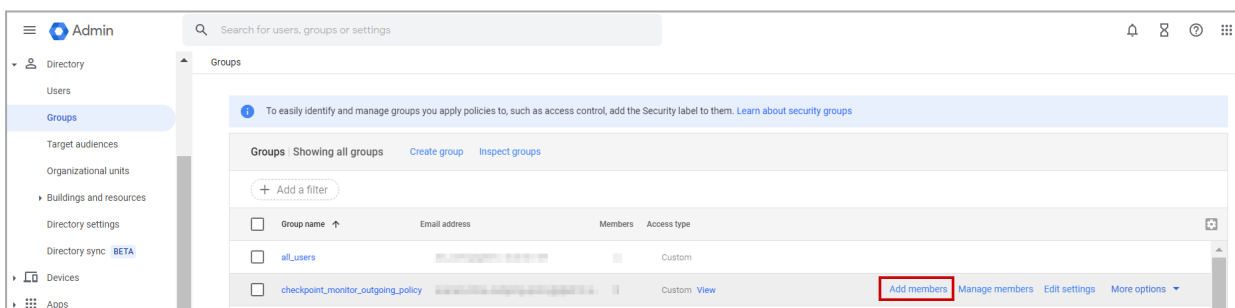 Admin
Search for users, groups or settings
Directory
Groups
Users
To easily identify and manage groups you apply policies to, such as access control, add the Security label to them. Learn about security groups
Groups
Target audiences
Groups | Showing all groups Create group Inspect groups
Organizational units
+ Add a filter
Buildings and resources
Directory settings
Group name ↑ Email address Members Access type
Directory sync BETA
all_users Custom
Devices
checkpoint_monitor_outgoing_policy Custom View Add members Manage members Edit settings More options
Apps